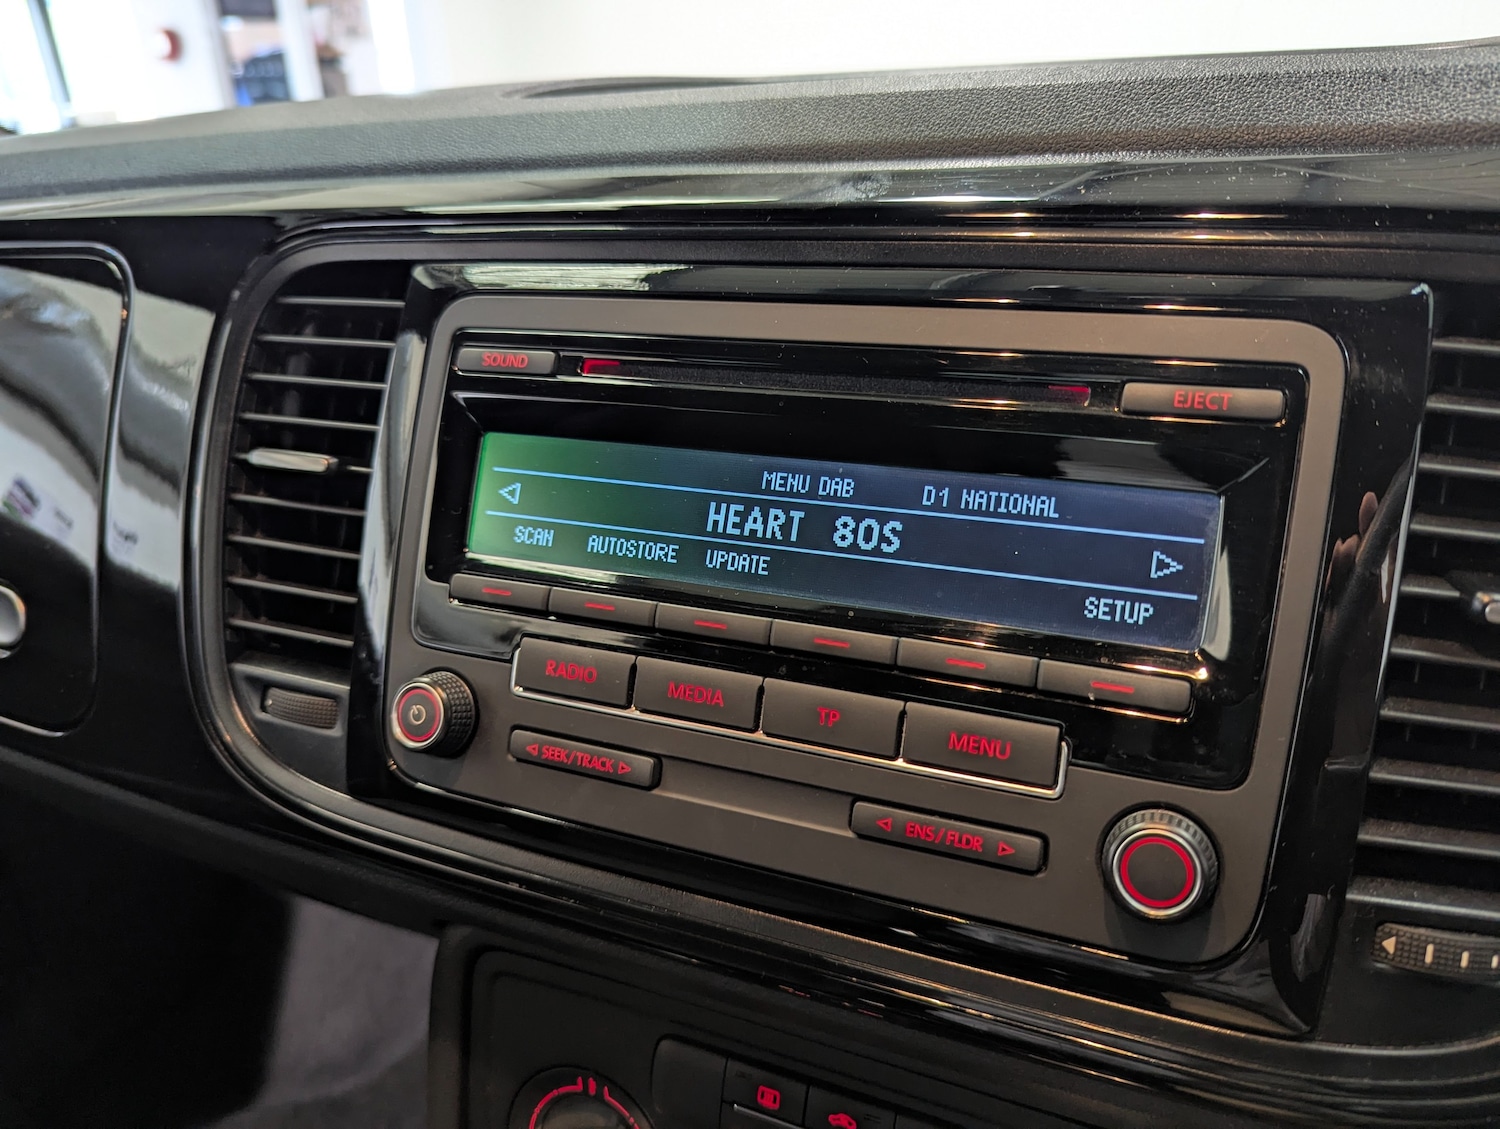 SOUND
EJECT
MENU DAB D1 NATIONAL
HEART 80S
SCAN AUTOSTORE UPDATE
SETUP
RADIO MEDIA TP MENU
SEEK/TRACK
ENS/FLDR